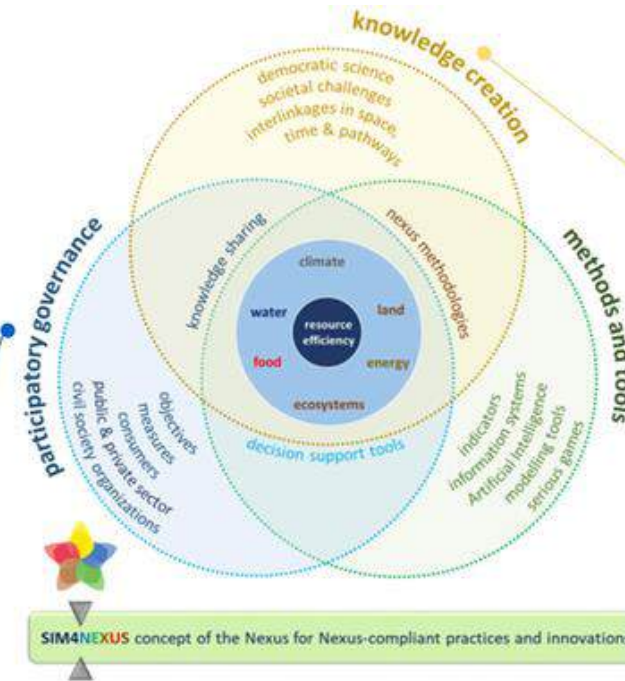 knowledge creation
democratic science
societal challenges
interlinkages in space,
time & pathways
knowledge sharing
nexus methodologies
participatory governance
methods and tools
climate
water
land
resource
efficiency
food
energy
ecosystems
decision support tools
objectives
measures
consumers
public & private sector
civil society organizations
indicators
information systems
Artificial Intelligence
modelling tools
serious games
SIM4NEXUS concept of the Nexus for Nexus-compliant practices and innovations